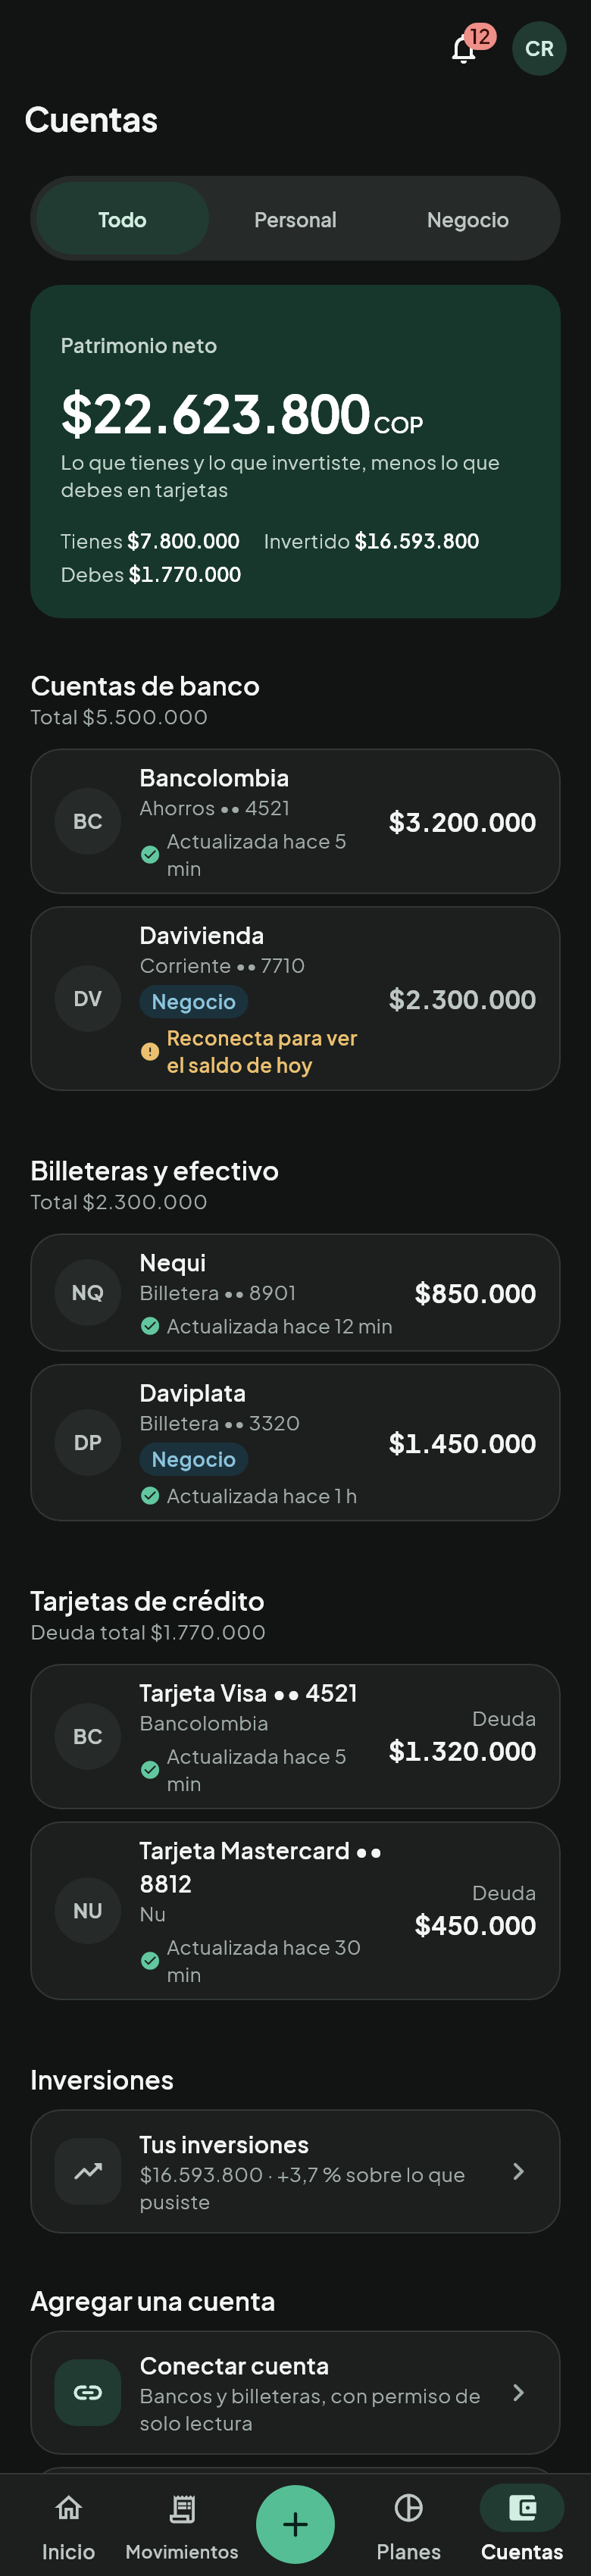 12
CR
Cuentas
Todo Personal Negocio
Patrimonio neto
$22.623.800 COP
Lo que tienes y lo que invertiste, menos lo que
debes en tarjetas
Tienes $7.800.000 Invertido $16.593.800
Debes $1.770.000
Cuentas de banco
Total $5.500.000
BC
Bancolombia
Ahorros •• 4521
Actualizada hace 5
min
$3.200.000
DV
Davivienda
Corriente •• 7710
Negocio
Reconecta para ver
el saldo de hoy
$2.300.000
Billeteras y efectivo
Total $2.300.000
NQ
Nequi
Billetera •• 8901
Actualizada hace 12 min
$850.000
DP
Daviplata
Billetera •• 3320
Negocio
Actualizada hace 1 h
$1.450.000
Tarjetas de crédito
Deuda total $1.770.000
BC
Tarjeta Visa •• 4521
Bancolombia
Actualizada hace 5
min
Deuda
$1.320.000
NU
Tarjeta Mastercard ••
8812
Nu
Actualizada hace 30
min
Deuda
$450.000
Inversiones
Tus inversiones
$16.593.800 · +3,7 % sobre lo que
pusiste
Agregar una cuenta
Conectar cuenta
Bancos y billeteras, con permiso de
solo lectura
Inicio Movimientos Planes Cuentas